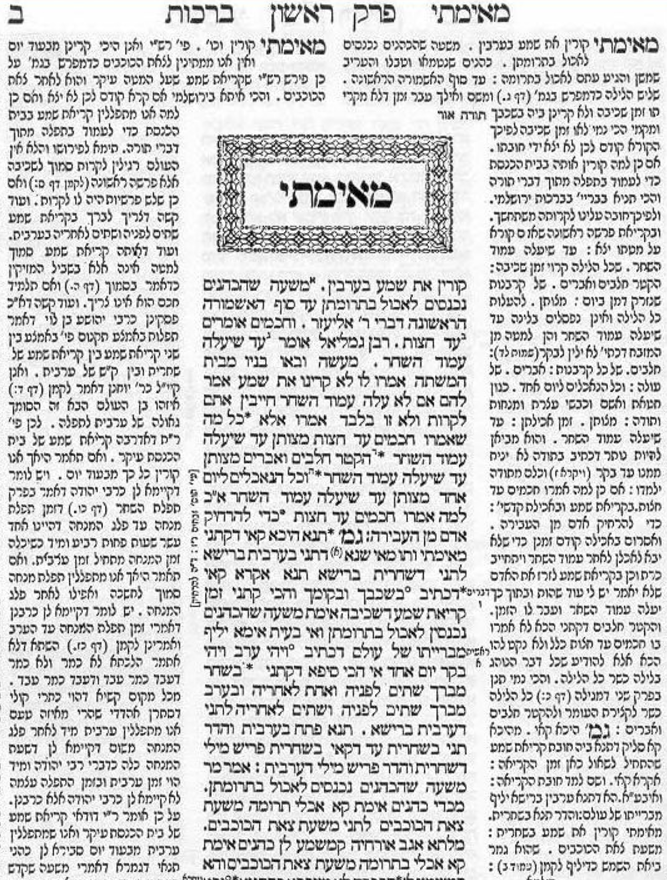 מאימתי פרק ראשון ברכות ב
מאימתי קורין את שמע בערבין . משעה שהכהנים נכנסים
לאכול בתרומתן . כהנים שנטמאו וטבלו והעריב
שמשן והגיע עתם לאכול בתרומה : עד סוף האשמורה הראשונה .
שליש הלילה כדמפרש בגמ' (דף ג.) ומשם ואילך עבר זמן דלא מקרי
תו זמן שכיבה ולא קרינן ביה בשכבך
ומקמי הכי נמי לאו זמן שכיבה לפיכך
הקורא קודם לכן לא יצא ידי חובתו .
אם כן למה קורין אותה בבית הכנסת
כדי לעמוד בתפלה מתוך דברי תורה
והכי תניא בברייי בברכות ירושלמי .
ולפיכך חובה עלינו לקרותה משתחשך .
ובקריאת פרשה ראשונה שאדם קורא
על מטתו יצא : עד שיעלה עמוד
השחר . שכל הלילה קרוי זמן שכיבה :
הקטר חלבים ואברים . של קרבנות
שנזרק דמן ביום : מצותן . להעלות
כל הלילה ואינן נפסלים בלינה עד
שיעלה עמוד השחר והן למטה מן
המזבח דכתי' לא ילין לבקר (שמות לד) :
חלבים . של כל קרבנות : אברים . של
עולה : וכל הנאכלים ליום אחד . כגון
חטאת ואשם וכבשי עצרת ומנחות
ותודה : מצותן . זמן אכילתן : עד
שיעלה עמוד השחר . והוא מביאן
להיות נותר דכתיב בתודה לא יניח
ממנו עד בקר (ויקרא ז) וכלם מתודה
ילמדו : אם כן למה אמרו חכמים עד
חצות . בקריאת שמע ובאכילת קדשי' :
כדי להרחיק אדם מן העבירה .
ואסרום באכילה קודם זמנן כדי שלא
יבא לאכלן לאחר עמוד השחר ויתחייב
כרת וכן בקריאת שמע לזרז את האדם
שלא יאמר יש לי עוד שהות ובתוך כך
יעלה עמוד השחר ועבר לו הזמן .
והקטר חלבים דקתני הכא לא אמרו
בו חכמים עד חצות כלל ולא נקט להו
הכא אלא להודיע שכל דבר הנוהג
בלילה כשר כל הלילה . והכי נמי תנן
בפרק שני דמגילה (דף כ:) כל הלילה
כשר לקצירת העומר ולהקטר חלבים
ואברים : גמ' היכא קאי . מהיכא
קא סליק דתנא ביה חובת קריאת שמע
שהתחיל לשאול כאן זמן הקריאה :
אקרא קאי . ושם למד חובת הקריאה :
ואיבע"א . הא דתנא ערבין ברישא יליף
מברייתו של עולם : והדר תנא בשחרית .
מאימתי קורין את שמע בשחרית :
משעת צאת הכוכבים . שהוא גמר
ביאת השמש כדיליף לקמן (עמוד ב) :
תורה אור
מאימתי
קורין את שמע בערבין . משעה שהכהנים
נכנסים לאכול בתרומתן עד סוף האשמורה
הראשונה דברי ר' אליעזר . וחכמים אומרים
עד חצות . רבן גמליאל אומר עד שיעלה
עמוד השחר . מעשה ובאו בניו מבית
המשתה אמרו לו לא קרינו את שמע אמר
להם אם לא עלה עמוד השחר חייבין אתם
לקרות ולא זו בלבד אמרו אלא *כל מה
שאמרו חכמים עד חצות מצותן עד שיעלה
עמוד השחר *הקטר חלבים ואברים מצותן
עד שיעלה עמוד השחר *וכל הנאכלים ליום
אחד מצותן עד שיעלה עמוד השחר א"כ
למה אמרו חכמים עד חצות °כדי להרחיק
אדם מן העבירה : גמ' *תנא היכא קאי דקתני
מאימתי ותו מאי שנא (א) דתני בערבית ברישא
לתני דשחרית ברישא תנא אקרא קאי
°דכתיב בשכבך ובקומך והכי קתני זמן
קריאת שמע דשכיבה אימת משעה שהכהנים
נכנסין לאכול בתרומתן ואי בעית אימא יליף
מברייתו של עולם דכתיב °ויהי ערב ויהי
בקר יום אחד אי הכי סיפא דקתני *בשחר
מברך שתים לפניה ואחת לאחריה ובערב
מברך שתים לפניה ושתים לאחריה לתני
דערבית ברישא . תנא פתח בערבית והדר
תני בשחרית עד דקאי בשחרית פריש מילי
דשחרית והדר פריש מילי דערבית : אמר מר
משעה שהכהנים נכנסים לאכול בתרומתן .
מכדי כהנים אימת קא אכלי תרומה משעת
צאת הכוכבים לתני משעת צאת הכוכבים .
מלתא אגב אורחיה קמשמע לן כהנים אימת
קא אכלי בתרומה משעת צאת הכוכבים והא
דברים ו
ראשית א
מאימתי קורין וכו' . פי' רש"י ואנן היכי קרינן מבעוד יום
ואין אנו ממתינין לצאת הכוכבים כדמפרש בגמ' על
כן פירש רש"י שקריאת שמע שעל המטה עיקר והוא לאחר צאת
הכוכבים . והכי איתא בירושלמי אם קרא קודם לכן לא יצא ואם כן
למה אנו מתפללין קריאת שמע בבית
הכנסת כדי לעמוד בתפלה מתוך
דברי תורה . תימא לפירושו והלא אין
העולם רגילין לקרות סמוך לשכיבה
אלא פרשה ראשונה (לקמן דף ס:) ואם
כן שלש פרשיות היה לו לקרות . ועוד
קשה דצריך לברך בקריאת שמע
שתים לפניה ושתים לאחריה בערבית .
ועוד דאותה קריאת שמע סמוך
למטה אינה אלא בשביל המזיקין
כדאמר בסמוך (דף ה.) ואם תלמיד
חכם הוא אינו צריך . ועוד קשה דא"כ
פסקינן כרבי יהושע בן לוי דאמר
תפלות באמצע תקנום פי' באמצע בין
שני קריאת שמע בין קריאת שמע של
שחרית ובין ק"ש של ערבית . ואנן
קיי"ל כר' יוחנן דאמר לקמן (דף ד:)
איזהו בן העולם הבא זה הסומך
גאולה של ערבית לתפלה . לכן פי'
ר"ת דאדרבה קריאת שמע של בית
הכנסת עיקר . ואם תאמר היאך אנו
קורין כל כך מבעוד יום . ויש לומר
דקיימא לן כרבי יהודה דאמר בפרק
תפלת השחר (דף כו.) דזמן תפלת
מנחה עד פלג המנחה דהיינו אחד
עשר שעות פחות רביע ומיד כשיכלה
זמן המנחה מתחיל זמן ערבית . ואם
תאמר היאך אנו מתפללין תפלת מנחה
סמוך לחשכה ואפילו לאחר פלג
המנחה . יש לומר דקיימא לן כרבנן
דאמרי זמן תפלת המנחה עד הערב
ואמרינן לקמן (דף כז.) השתא דלא
אתמר הלכתא לא כמר ולא כמר
דעבד כמר עבד ודעבד כמר עבד .
מכל מקום קשיא דהוי כתרי קולי
דסתרן אהדדי שהרי מאיזה טעם
אנו מתפללין ערבית מיד לאחר פלג
המנחה משום דקיימא לן דשעת
המנחה כלה כדברי רבי יהודה ומיד
הוי זמן ערבית ובזמן התפלה עצמה
לא קיימא לן כרבי יהודה אלא כרבנן .
על כן אומר ר"י דודאי קריאת שמע
של בית הכנסת עיקר ואנו שמתפללין
ערבית מבעוד יום סבירא לן כהני
תנאי דגמרא דאמרי משעה שקדש